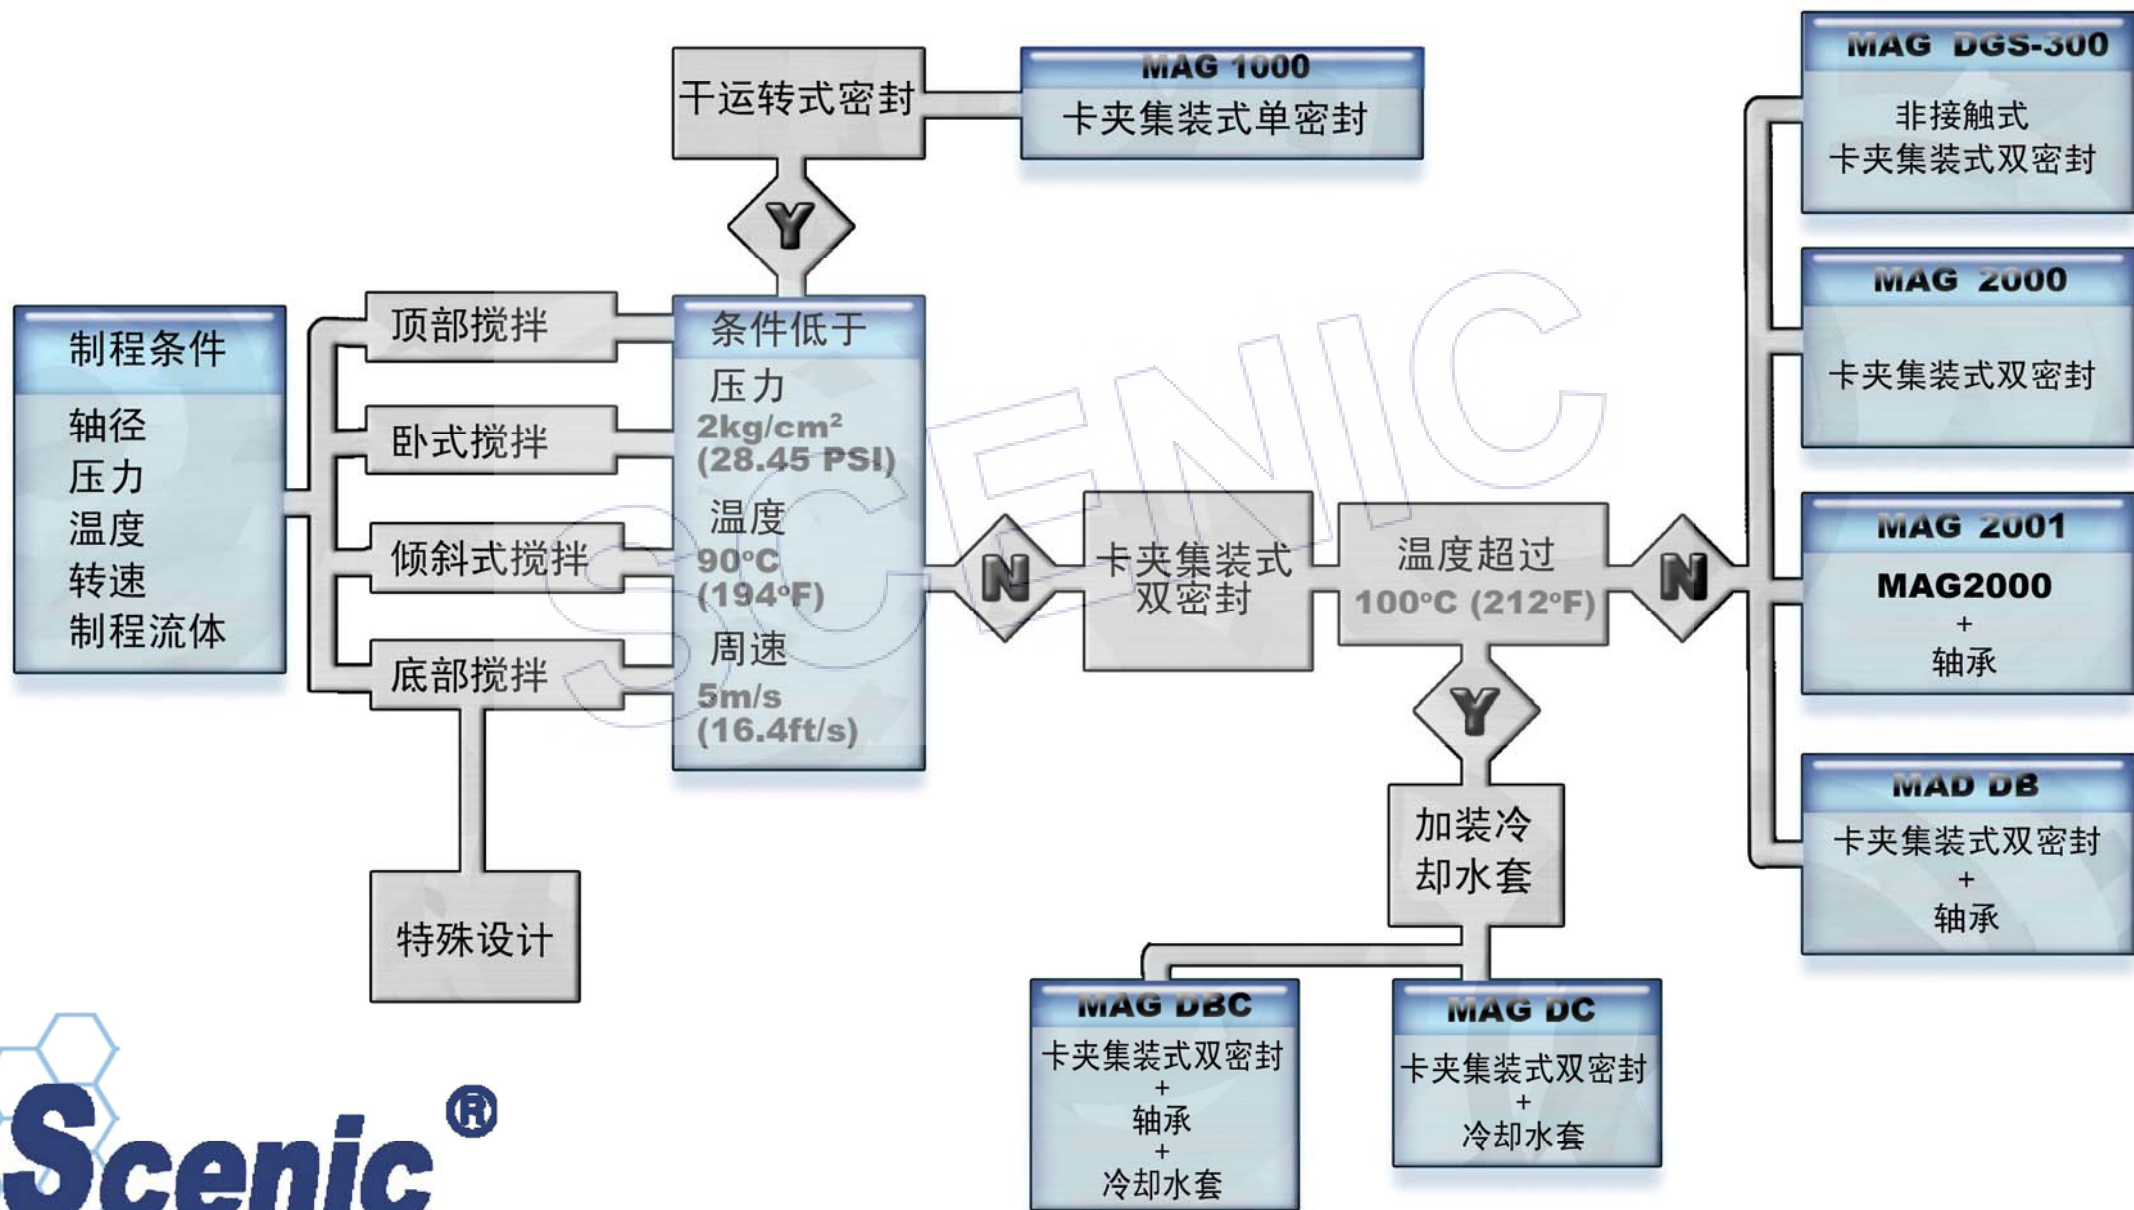 制程条件
轴径
压力
温度
转速
制程流体
顶部搅拌
卧式搅拌
倾斜式搅拌
底部搅拌
特殊设计
干运转式密封
MAG 1000
卡夹集装式单密封
Y
条件低于
压力
2kg/cm²
(28.45 PSI)
温度
90ºC
(194ºF)
周速
5m/s
(16.4ft/s)
N
卡夹集装式
双密封
温度超过
100ºC (212ºF)
N
Y
加装冷
却水套
MAG DBC
卡夹集装式双密封
+
轴承
+
冷却水套
MAG DC
卡夹集装式双密封
+
冷却水套
MAG DGS-300
非接触式
卡夹集装式双密封
MAG 2000
卡夹集装式双密封
MAG 2001
MAG2000
+
轴承
MAD DB
卡夹集装式双密封
+
轴承
SCENIC
Scenic®